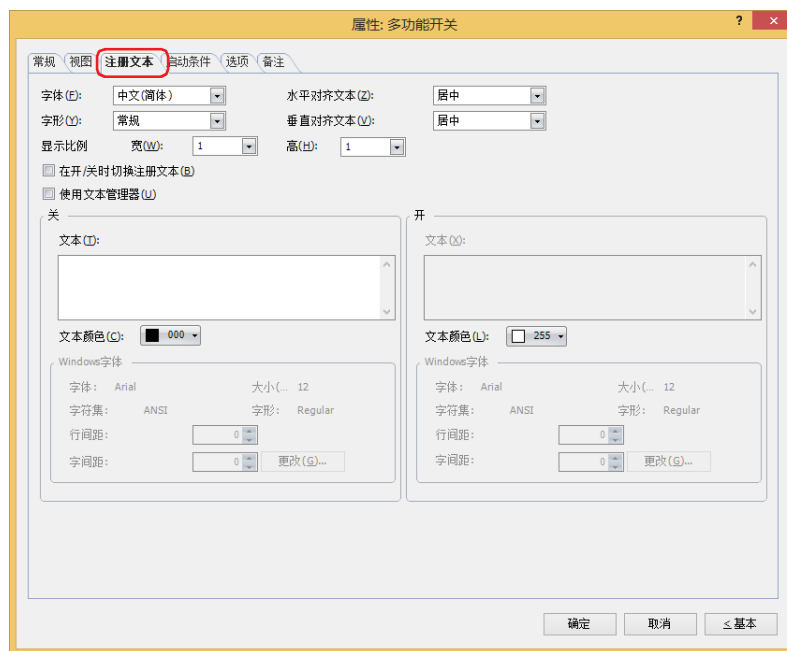 属性: 多功能开关
? ×
常规 视图 注册文本 启动条件 选项 备注
字体(F): 中文(简体) 水平对齐文本(Z): 居中
字形(Y): 常规 垂直对齐文本(V): 居中
显示比例 宽(W): 1 高(H): 1
在开/关时切换注册文本(B)
使用文本管理器(U)
关 开
文本(T): 文本(X):
文本颜色(C): 000 文本颜色(L): 255
Windows字体 Windows字体
字体: Arial 大小(... 12 字体: Arial 大小(... 12
字符集: ANSI 字形: Regular 字符集: ANSI 字形: Regular
行间距: 0 行间距: 0
字间距: 0 更改(G)... 字间距: 0 更改(G)...
确定 取消 <基本